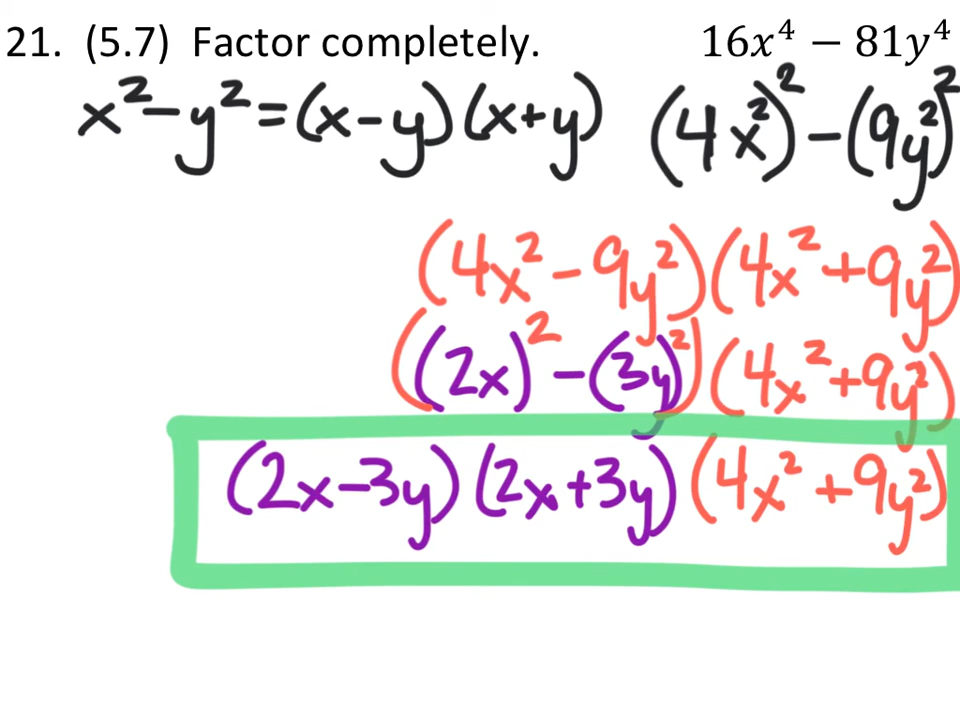 21. (5.7) Factor completely. 16x⁴ − 81y⁴
x²-y²=(x-y)(x+y) (4x²)²-(9y²)²
(4x²-9y²)(4x²+9y²)
((2x)²-(3y)²)(4x²+9y²)
(2x-3y)(2x+3y)(4x²+9y²)